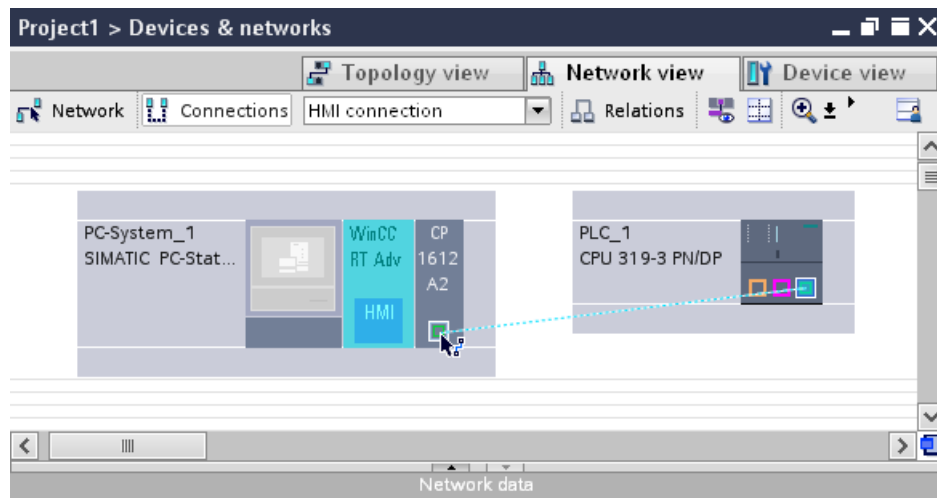 Project1 > Devices & networks
Topology view
Network view
Device view
Network
Connections
HMI connection
Relations
PC-System_1
SIMATIC PC-Stat...
WinCC
RT Adv
HMI
CP
1612
A2
PLC_1
CPU 319-3 PN/DP
Network data